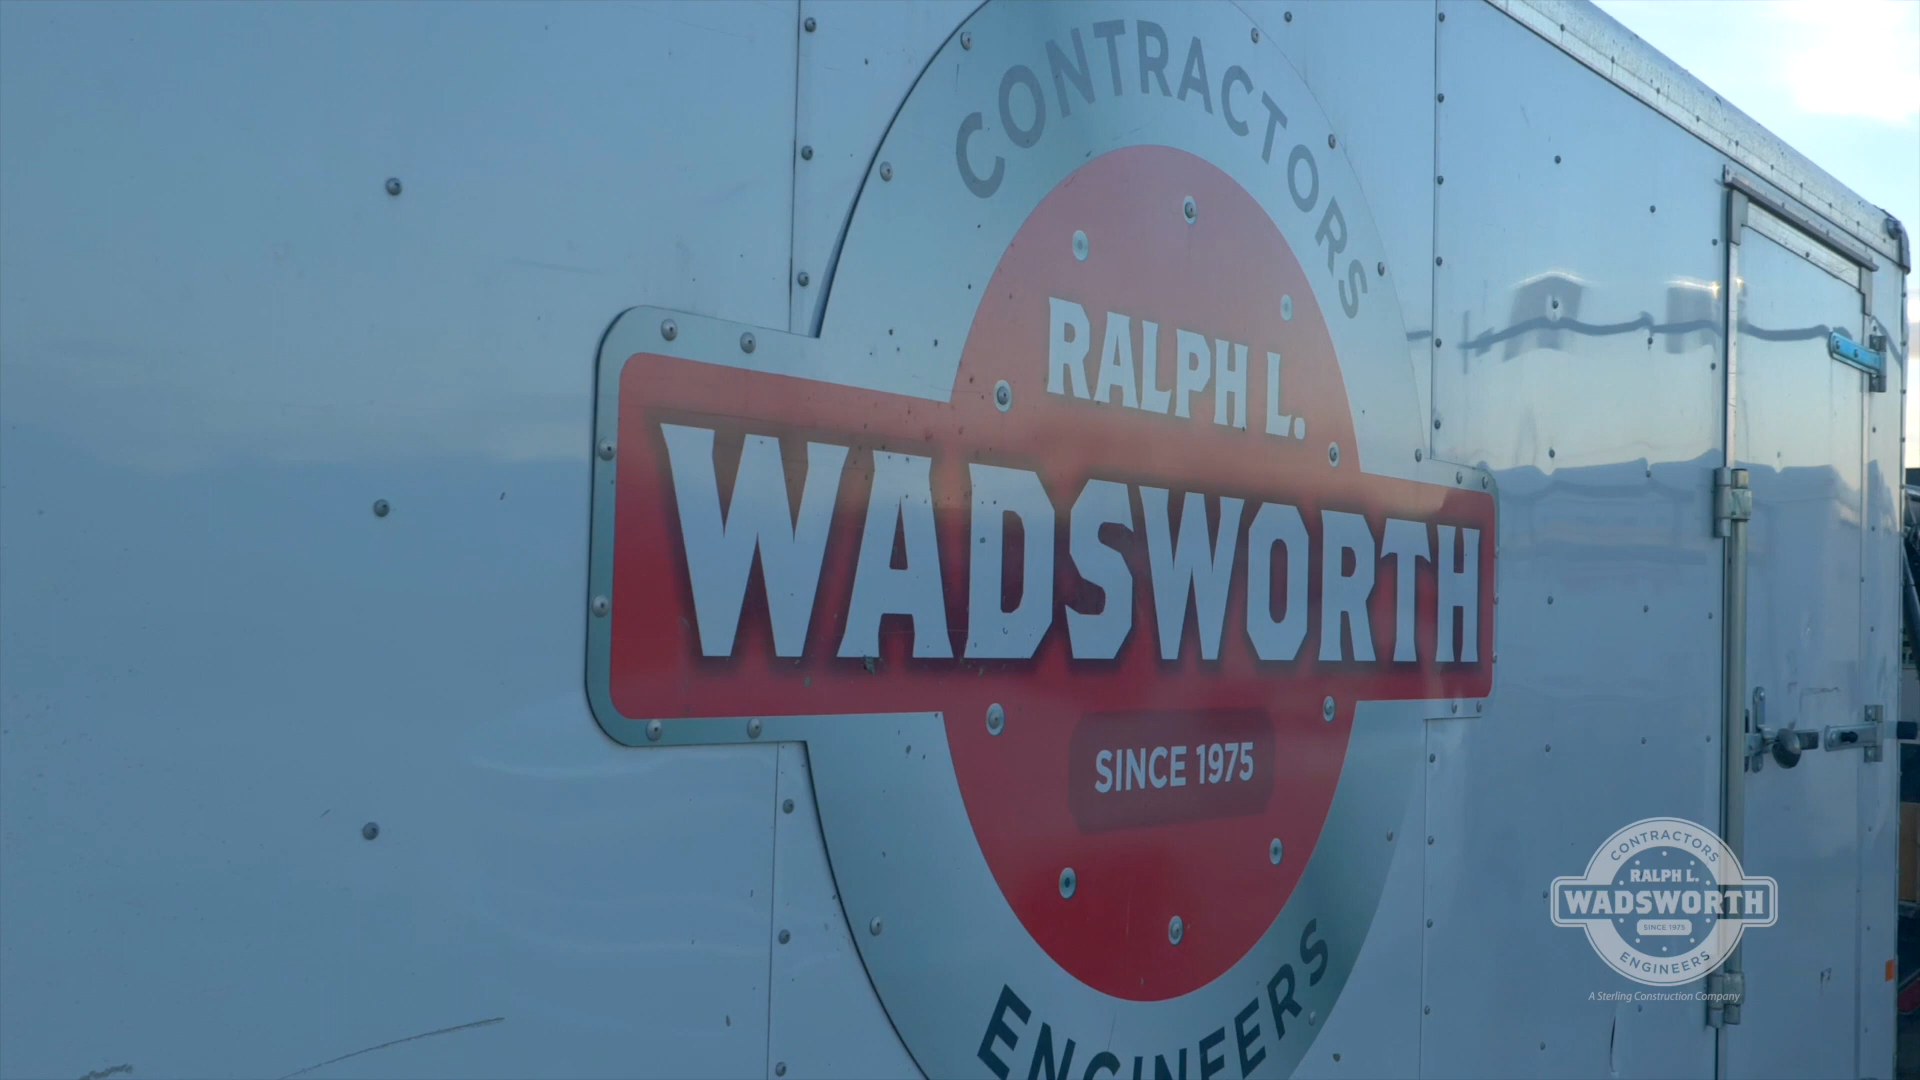 CONTRACTORS
RALPH L.
WADSWORTH
SINCE 1975
ENGINEERS
CONTRACTORS
RALPH L.
WADSWORTH
SINCE 1975
ENGINEERS
A Sterling Construction Company